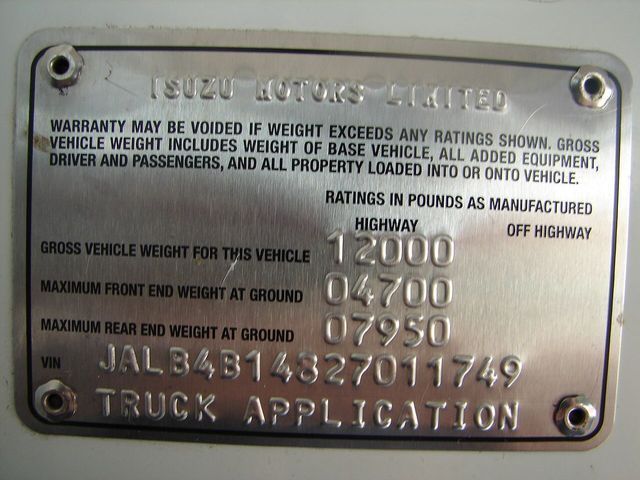 ISUZU MOTORS LIMITED
WARRANTY MAY BE VOIDED IF WEIGHT EXCEEDS ANY RATINGS SHOWN. GROSS
VEHICLE WEIGHT INCLUDES WEIGHT OF BASE VEHICLE, ALL ADDED EQUIPMENT,
DRIVER AND PASSENGERS, AND ALL PROPERTY LOADED INTO OR ONTO VEHICLE.
RATINGS IN POUNDS AS MANUFACTURED
HIGHWAY OFF HIGHWAY
GROSS VEHICLE WEIGHT FOR THIS VEHICLE 12000
MAXIMUM FRONT END WEIGHT AT GROUND 04700
MAXIMUM REAR END WEIGHT AT GROUND 07950
VIN JALB4B14827011749
TRUCK APPLICATION